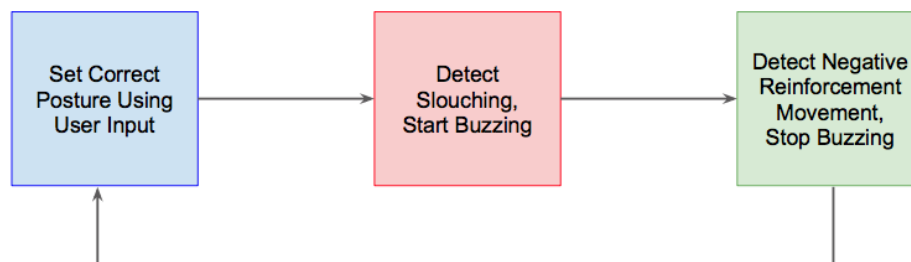 Set Correct
Posture Using
User Input
Detect
Slouching,
Start Buzzing
Detect Negative
Reinforcement
Movement,
Stop Buzzing